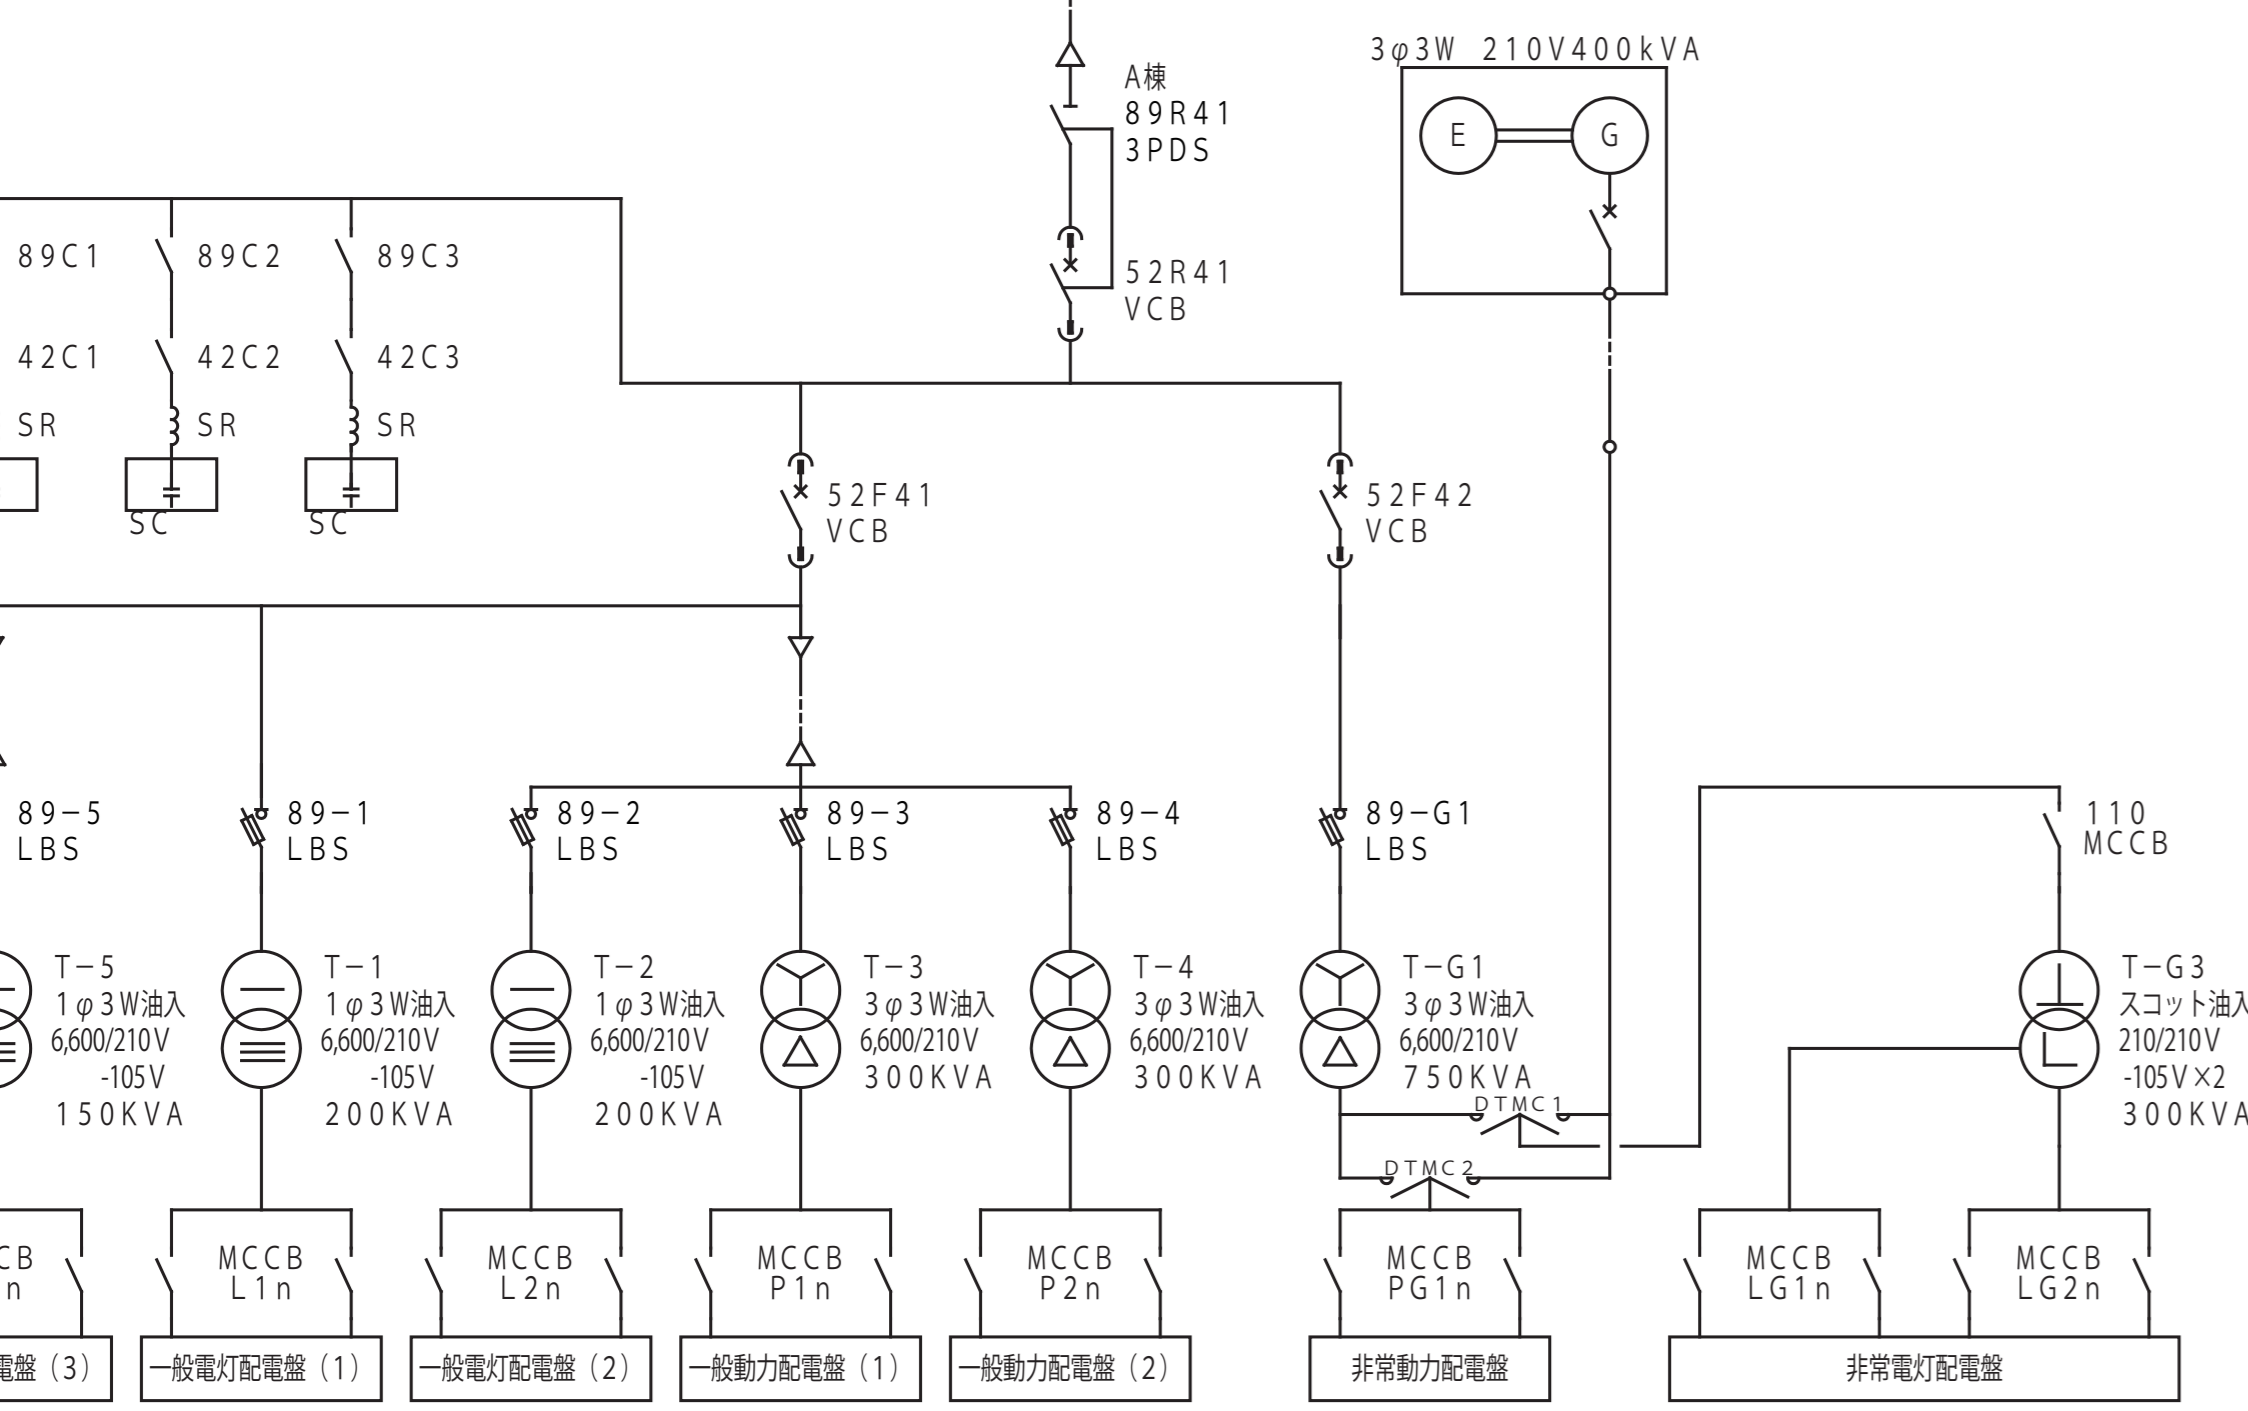 3φ3W 210V400kVA
A棟
89R41
3PDS
E
G
52R41
VCB
89C1
89C2
89C3
42C1
42C2
42C3
SR
SR
SR
SC
SC
52F41
VCB
52F42
VCB
89-5
LBS
89-1
LBS
89-2
LBS
89-3
LBS
89-4
LBS
89-G1
LBS
110
MCCB
T-5
1φ3W油入
6,600/210V
-105V
150KVA
T-1
1φ3W油入
6,600/210V
-105V
200KVA
T-2
1φ3W油入
6,600/210V
-105V
200KVA
T-3
3φ3W油入
6,600/210V
300KVA
T-4
3φ3W油入
6,600/210V
300KVA
T-G1
3φ3W油入
6,600/210V
750KVA
T-G3
スコット油入
210/210V
-105V×2
300KVA
DTMC1
DTMC2
CB
n
MCCB
L1n
MCCB
L2n
MCCB
P1n
MCCB
P2n
MCCB
PG1n
MCCB
LG1n
MCCB
LG2n
電盤（3）
一般電灯配電盤（1）
一般電灯配電盤（2）
一般動力配電盤（1）
一般動力配電盤（2）
非常動力配電盤
非常電灯配電盤